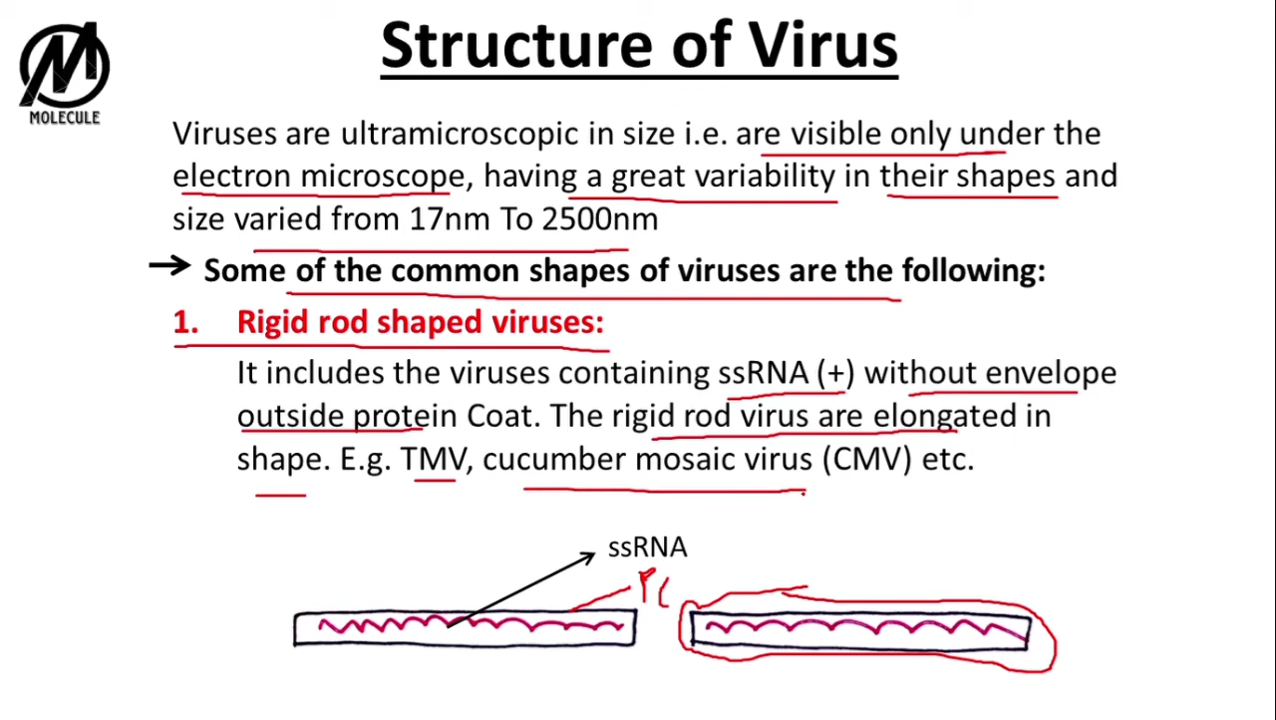 Structure of Virus
M
MOLECULE
Viruses are ultramicroscopic in size i.e. are visible only under the
electron microscope, having a great variability in their shapes and
size varied from 17nm To 2500nm
→ Some of the common shapes of viruses are the following:
1. Rigid rod shaped viruses:
It includes the viruses containing ssRNA (+) without envelope
outside protein Coat. The rigid rod virus are elongated in
shape. E.g. TMV, cucumber mosaic virus (CMV) etc.
ssRNA